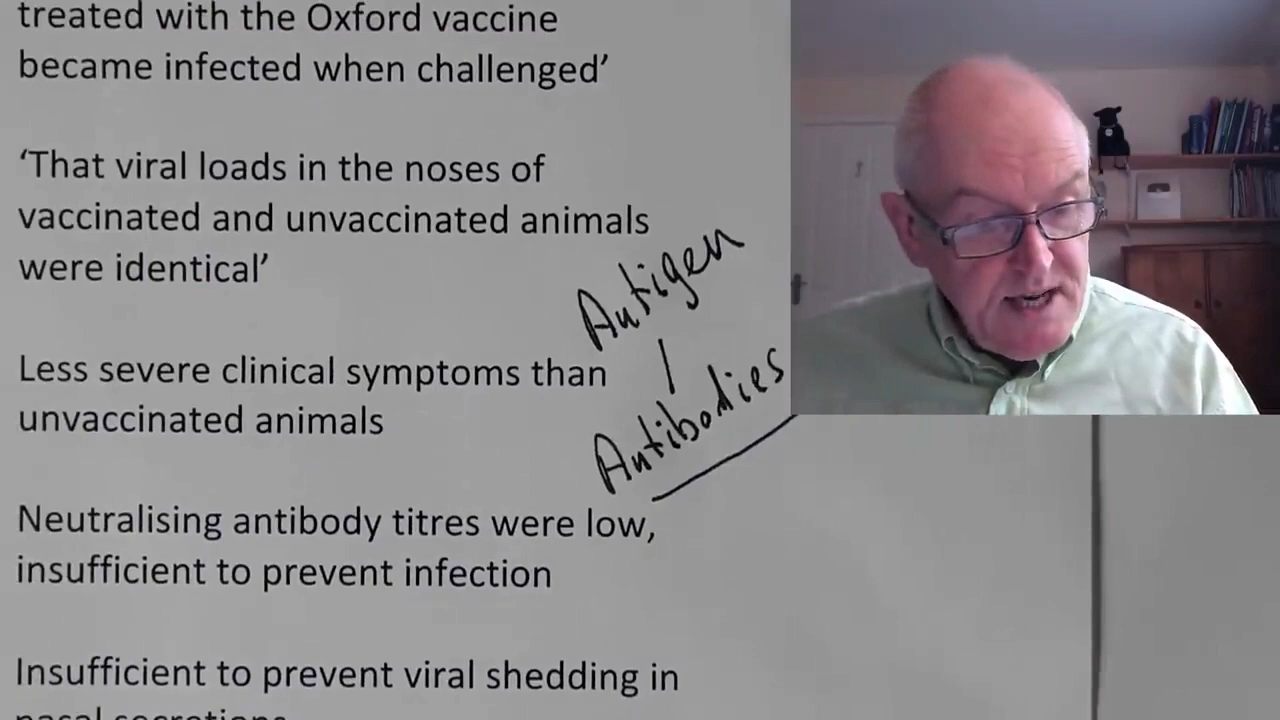 treated with the Oxford vaccine
became infected when challenged’
‘That viral loads in the noses of
vaccinated and unvaccinated animals
were identical’
Antigen
Less severe clinical symptoms than
unvaccinated animals
Antibodies
Neutralising antibody titres were low,
insufficient to prevent infection
Insufficient to prevent viral shedding in
nasal secretions